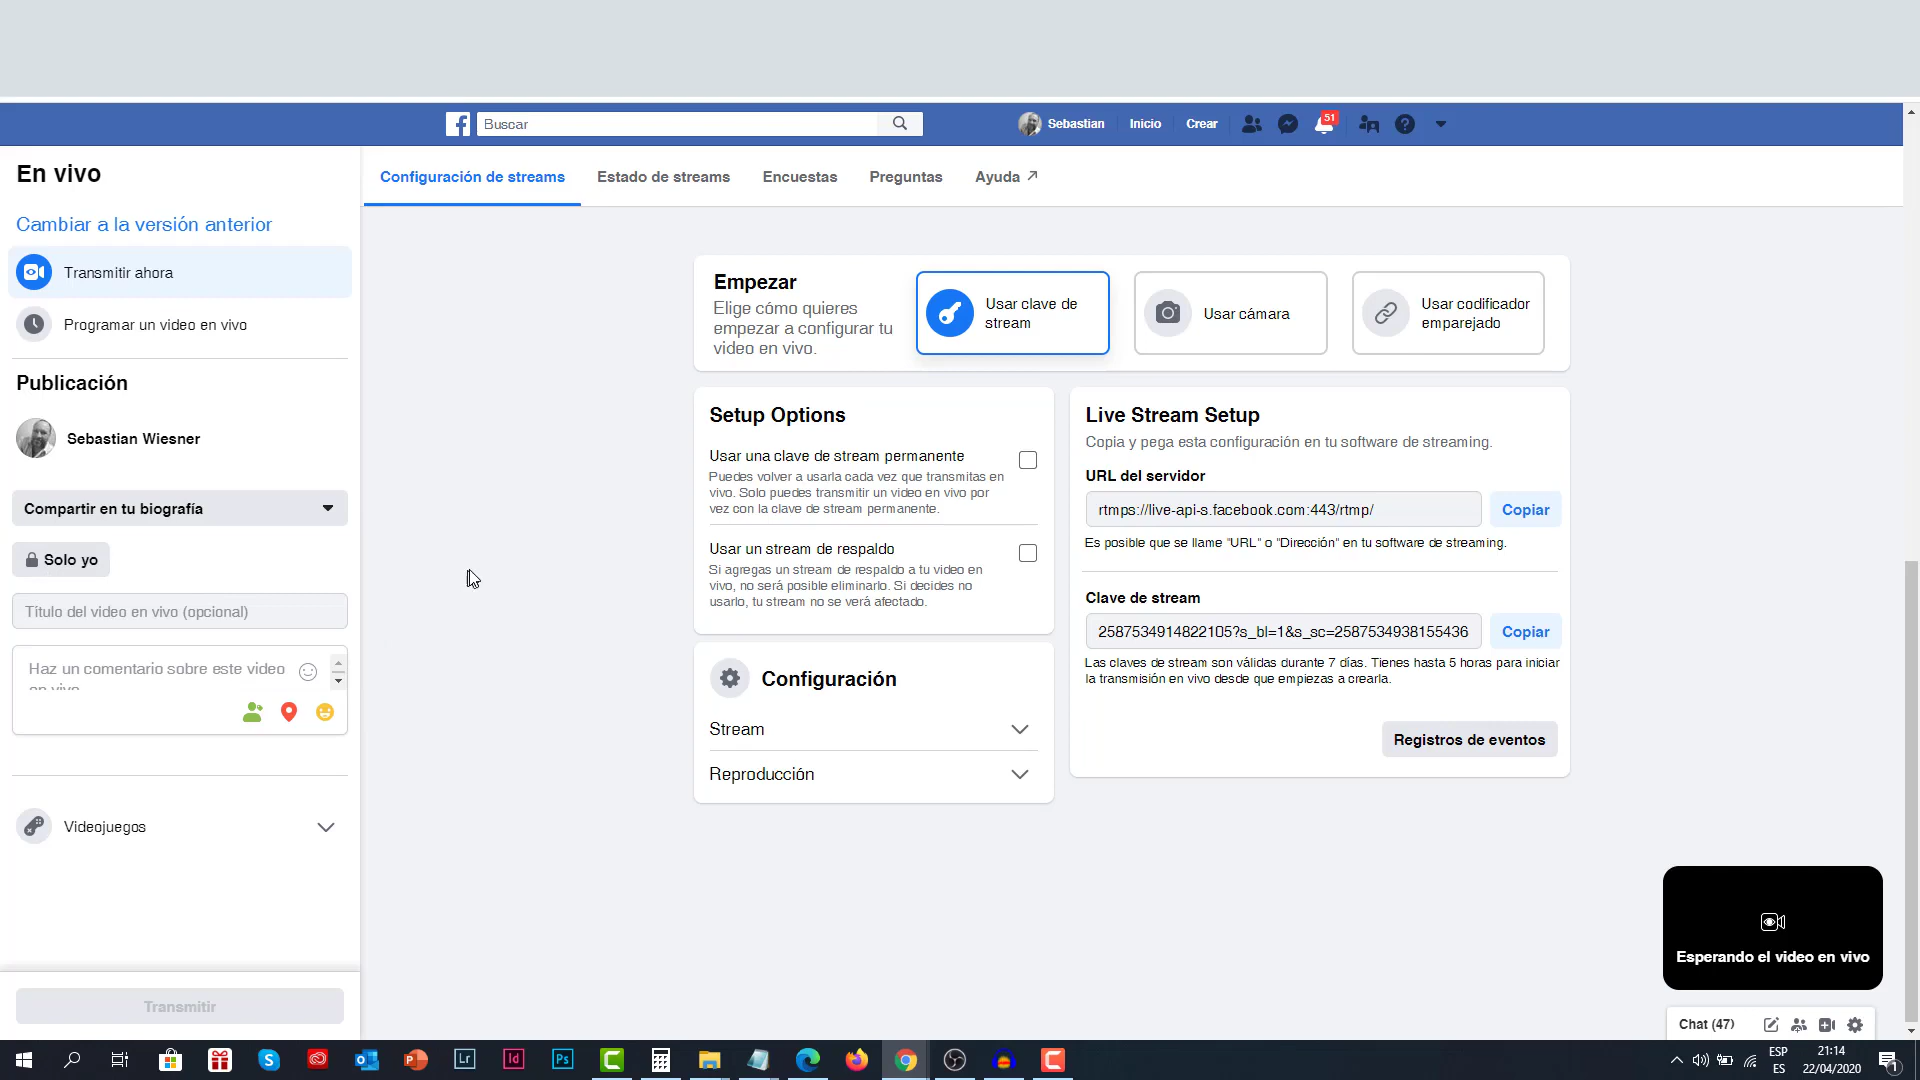 Buscar
Sebastian
Inicio
Crear
51
En vivo
Cambiar a la versión anterior
Transmitir ahora
Programar un video en vivo
Publicación
Sebastian Wiesner
Compartir en tu biografía
Solo yo
Título del video en vivo (opcional)
Haz un comentario sobre este video
en vivo
Videojuegos
Transmitir
Configuración de streams
Estado de streams
Encuestas
Preguntas
Ayuda
Empezar
Elige cómo quieres
empezar a configurar tu
video en vivo.
Usar clave de
stream
Usar cámara
Usar codificador
emparejado
Setup Options
Usar una clave de stream permanente
Puedes volver a usarla cada vez que transmitas en
vivo. Solo puedes transmitir un video en vivo por
vez con la clave de stream permanente.
Usar un stream de respaldo
Si agregas un stream de respaldo a tu video en
vivo, no será posible eliminarlo. Si decides no
usarlo, tu stream no se verá afectado.
Configuración
Stream
Reproducción
Live Stream Setup
Copia y pega esta configuración en tu software de streaming.
URL del servidor
rtmps://live-api-s.facebook.com:443/rtmp/
Copiar
Es posible que se llame "URL" o "Dirección" en tu software de streaming.
Clave de stream
2587534914822105?s_bl=1&s_sc=2587534938155436
Copiar
Las claves de stream son válidas durante 7 días. Tienes hasta 5 horas para iniciar
la transmisión en vivo desde que empiezas a crearla.
Registros de eventos
Esperando el video en vivo
Chat (47)
Lr
Id
Ps
ESP
ES
21:14
22/04/2020
1